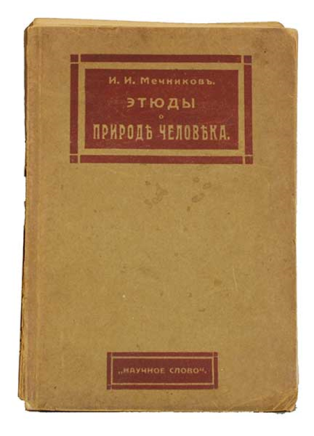 И. И. Мечниковъ.
ЭТЮДЫ
о
ПРИРОДѢ ЧЕЛОВѢКА.
„НАУЧНОЕ СЛОВО“.